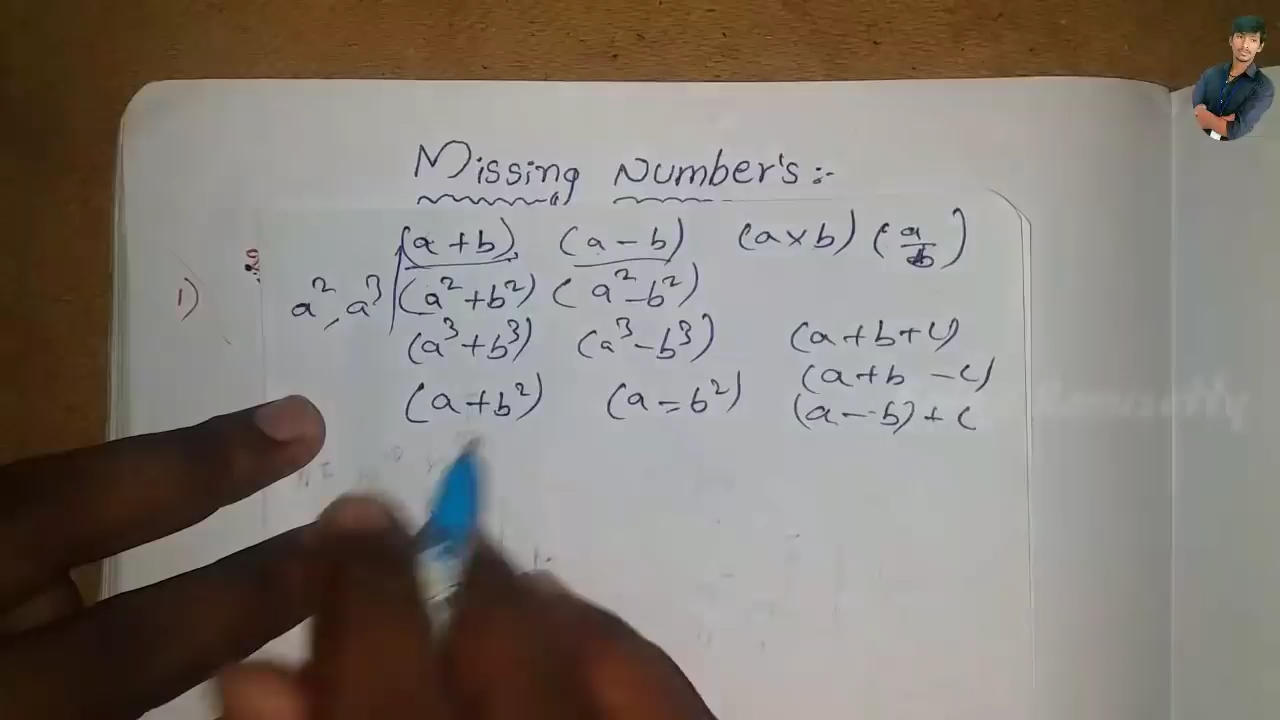 Missing Number's :-
(a + b) (a - b) (a × b) (a/b)
1) a², a³ (a² + b²) (a² - b²)
(a³ + b³) (a³ - b³) (a + b + c)
(a + b - c)
(a + b²) (a - b²) (a - b) + c